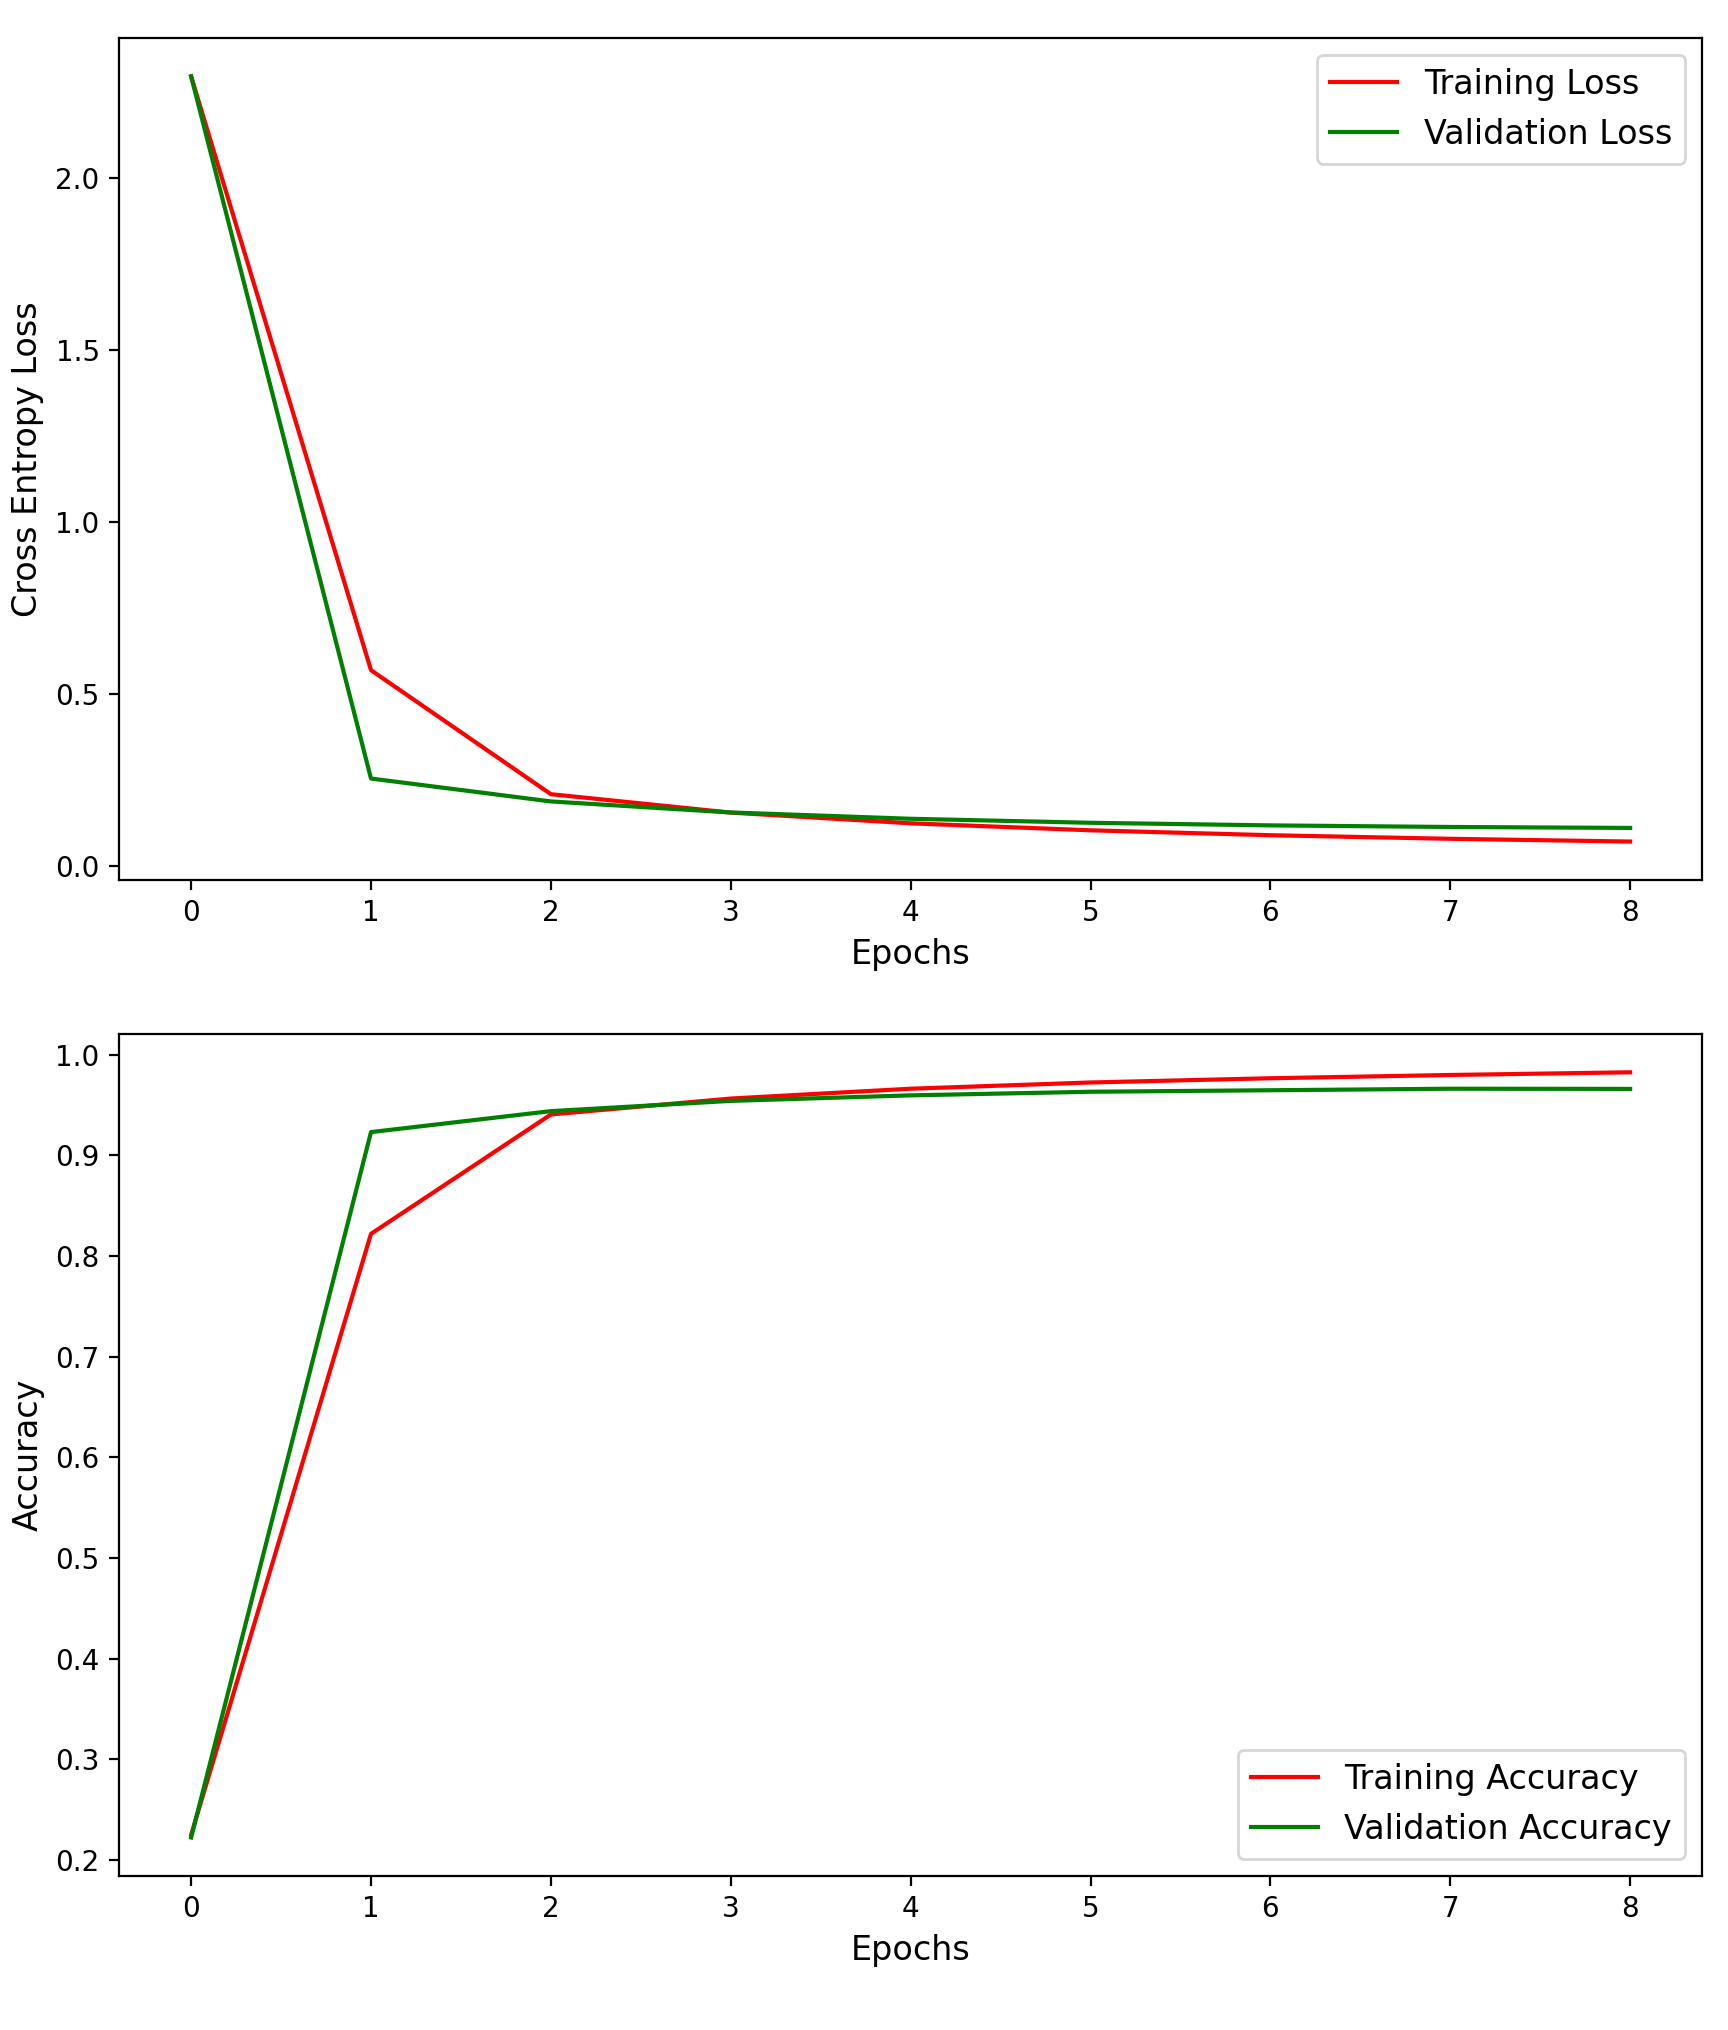 Training Loss
Validation Loss
2.0
1.5
1.0
0.5
0.0
Cross Entropy Loss
0 1 2 3 4 5 6 7 8
Epochs
1.0
0.9
0.8
0.7
0.6
0.5
0.4
0.3
0.2
Accuracy
Training Accuracy
Validation Accuracy
0 1 2 3 4 5 6 7 8
Epochs